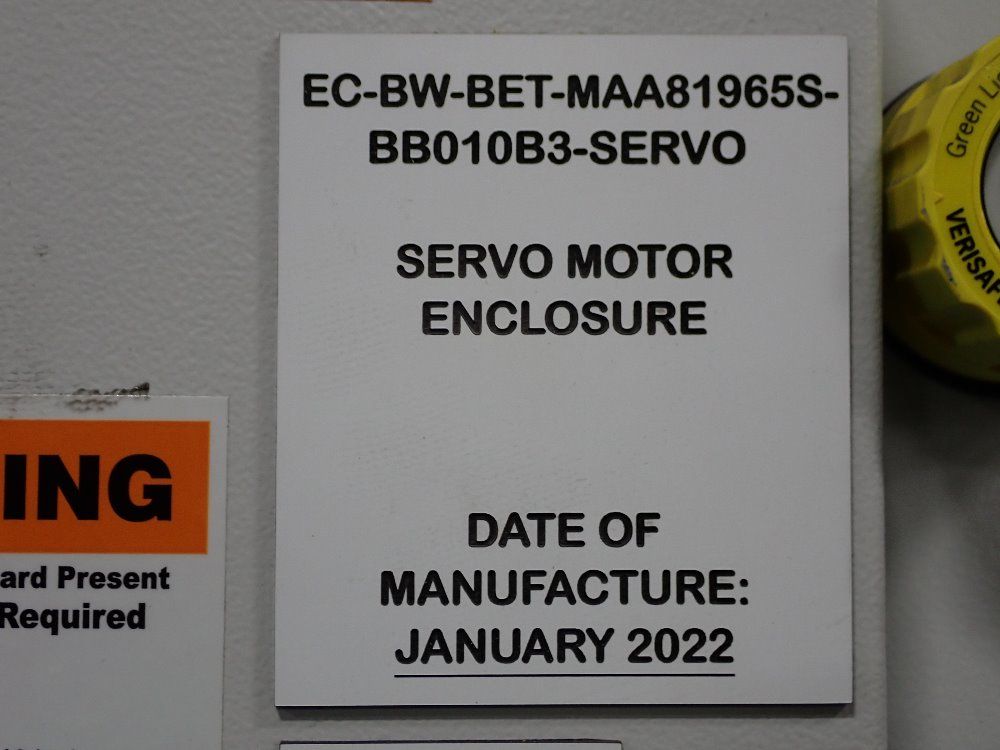 EC-BW-BET-MAA81965S-
BB010B3-SERVO
SERVO MOTOR
ENCLOSURE
DATE OF
MANUFACTURE:
JANUARY 2022
ING
ard Present
Required
Green Li
VERISAF